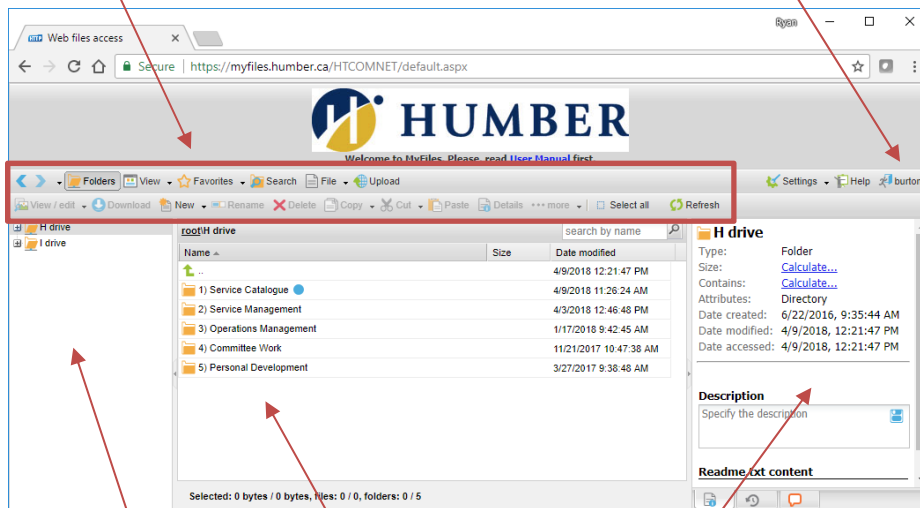 Ryan
Web files access
Secure | https://myfiles.humber.ca/HTCOMNET/default.aspx
HUMBER
Welcome to MyFiles. Please, read User Manual first.
Folders View Favorites Search File Upload Settings Help burton
View / edit Download New Rename Delete Copy Cut Paste Details ••• more Select all Refresh
H drive
I drive
root\H drive
search by name
Name Size Date modified
.. 4/9/2018 12:21:47 PM
1) Service Catalogue 4/9/2018 11:26:24 AM
2) Service Management 4/3/2018 12:46:48 PM
3) Operations Management 1/17/2018 9:42:45 AM
4) Committee Work 11/21/2017 10:47:38 AM
5) Personal Development 3/27/2017 9:38:48 AM
Selected: 0 bytes / 0 bytes, files: 0 / 0, folders: 0 / 5
H drive
Type: Folder
Size: Calculate...
Contains: Calculate...
Attributes: Directory
Date created: 6/22/2016, 9:35:44 AM
Date modified: 4/9/2018, 12:21:47 PM
Date accessed: 4/9/2018, 12:21:47 PM
Description
Specify the description
Readme.txt content